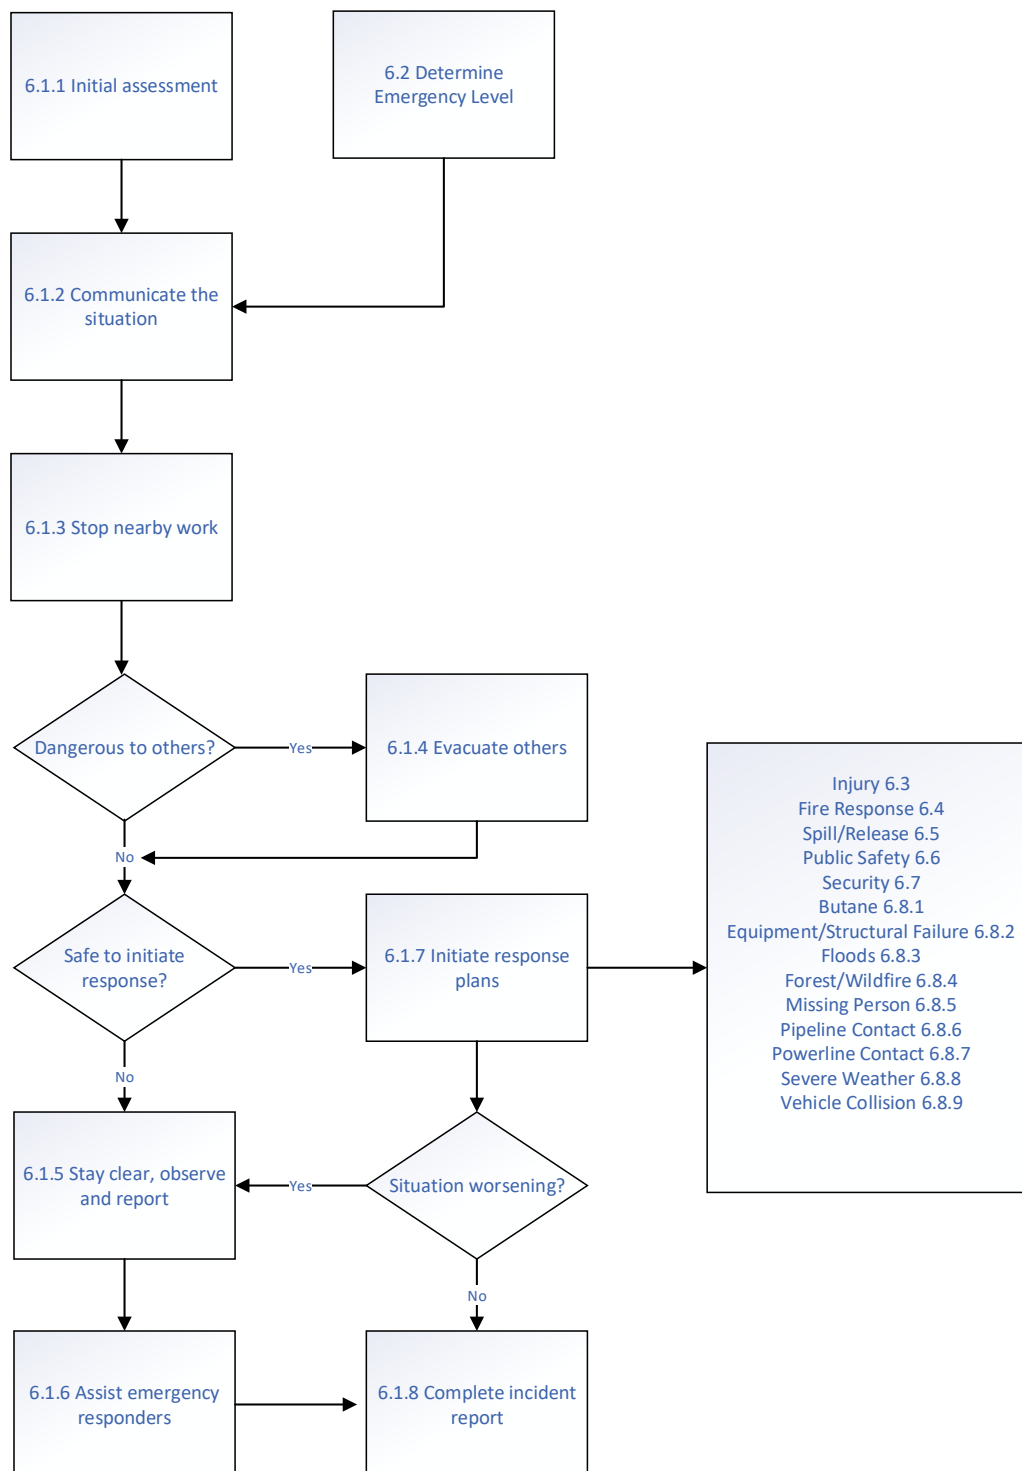 6.1.1 Initial assessment
6.2 Determine
Emergency Level
6.1.2 Communicate the
situation
6.1.3 Stop nearby work
Dangerous to others?
Yes
6.1.4 Evacuate others
No
Safe to initiate
response?
Yes
6.1.7 Initiate response
plans
Injury 6.3
Fire Response 6.4
Spill/Release 6.5
Public Safety 6.6
Security 6.7
Butane 6.8.1
Equipment/Structural Failure 6.8.2
Floods 6.8.3
Forest/Wildfire 6.8.4
Missing Person 6.8.5
Pipeline Contact 6.8.6
Powerline Contact 6.8.7
Severe Weather 6.8.8
Vehicle Collision 6.8.9
No
6.1.5 Stay clear, observe
and report
Yes
Situation worsening?
No
6.1.6 Assist emergency
responders
6.1.8 Complete incident
report